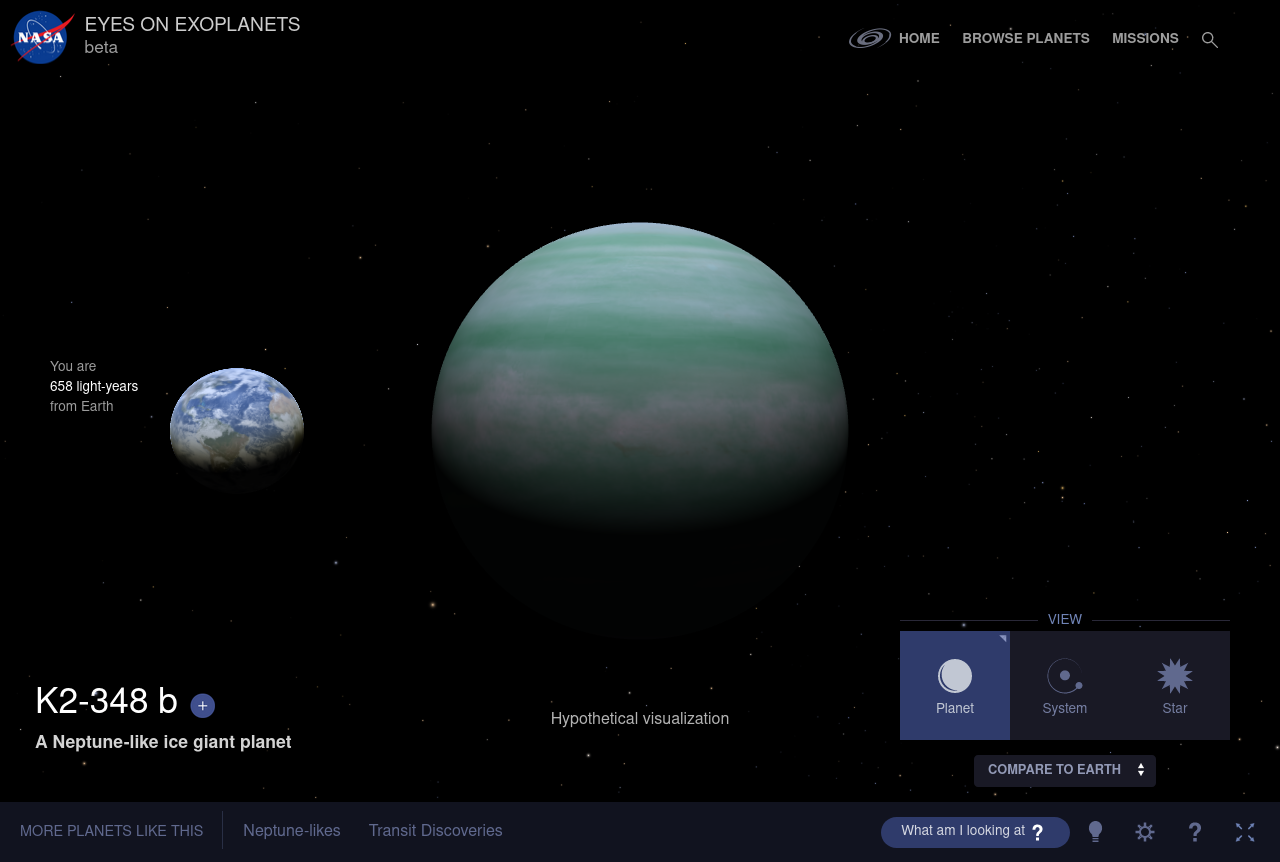 NASA
EYES ON EXOPLANETS
beta
HOME
BROWSE PLANETS
MISSIONS
You are
658 light-years
from Earth
K2-348 b
+
A Neptune-like ice giant planet
Hypothetical visualization
VIEW
Planet
System
Star
COMPARE TO EARTH
MORE PLANETS LIKE THIS
Neptune-likes
Transit Discoveries
What am I looking at ?
?